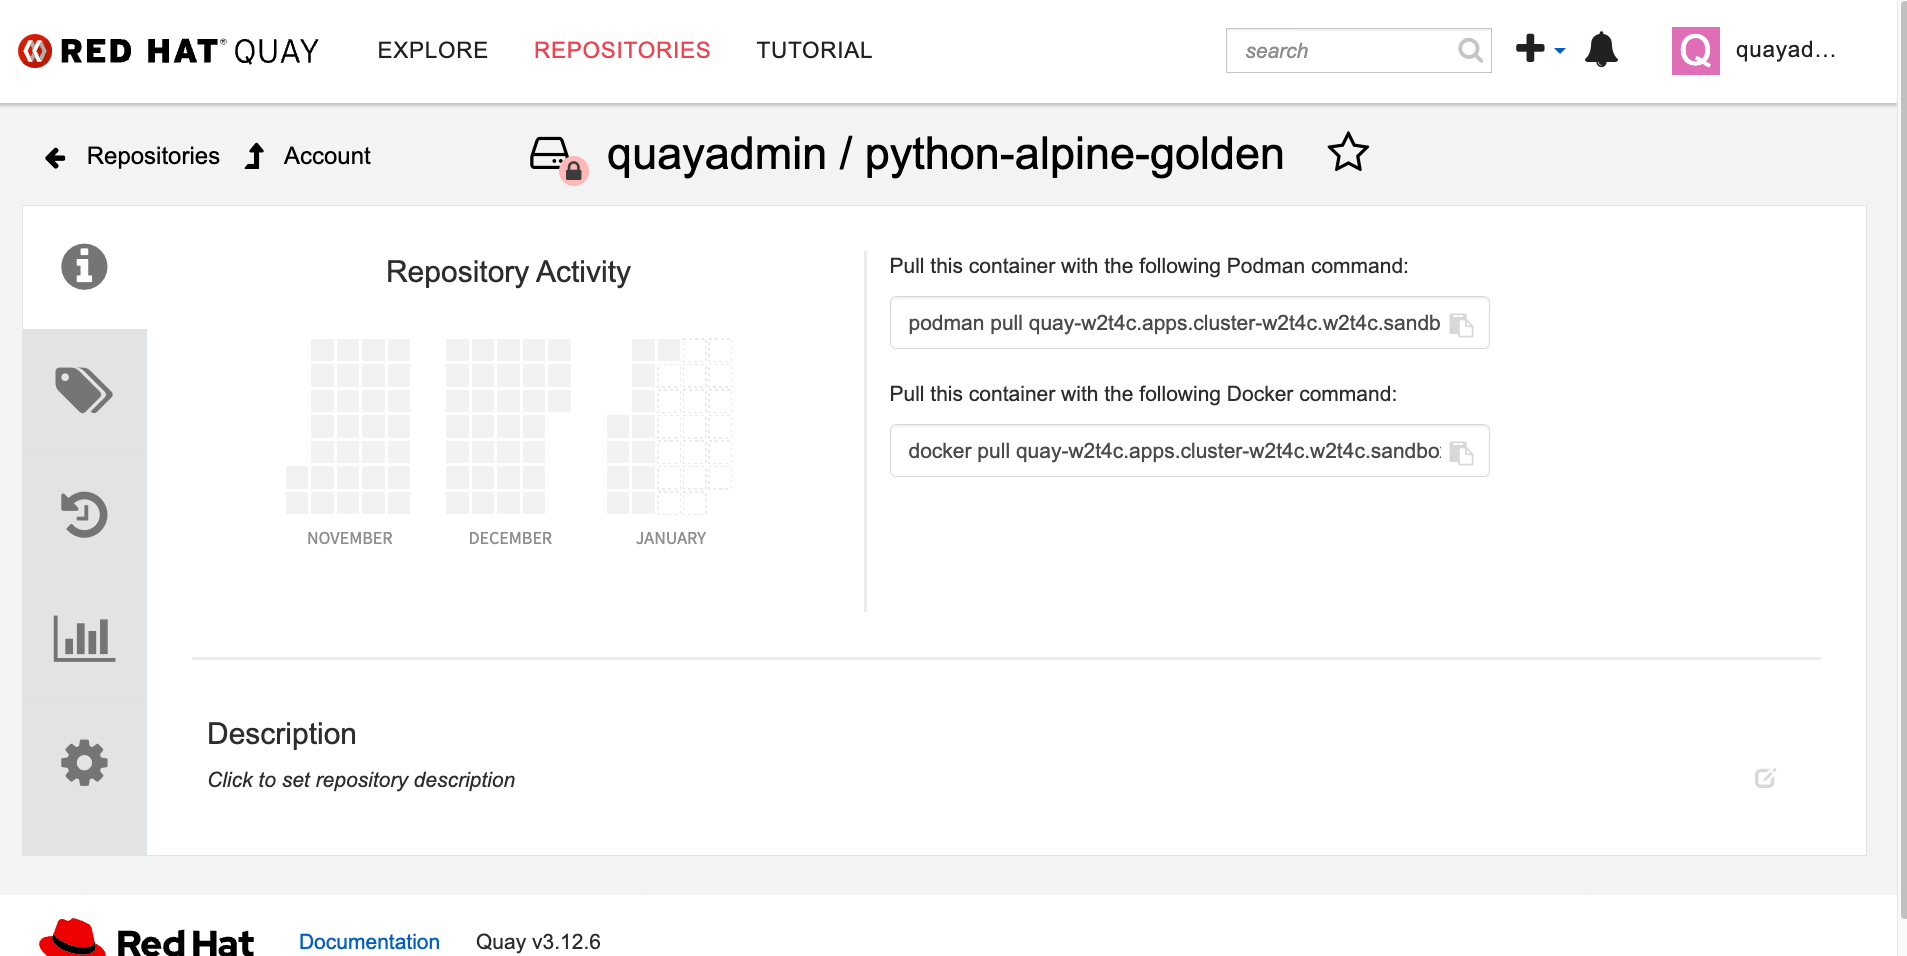 RED HAT® QUAY EXPLORE REPOSITORIES TUTORIAL search quayad...
Repositories Account quayadmin / python-alpine-golden
Repository Activity
NOVEMBER DECEMBER JANUARY
Pull this container with the following Podman command:
podman pull quay-w2t4c.apps.cluster-w2t4c.w2t4c.sandb
Pull this container with the following Docker command:
docker pull quay-w2t4c.apps.cluster-w2t4c.w2t4c.sandbo
Description
Click to set repository description
Red Hat Documentation Quay v3.12.6